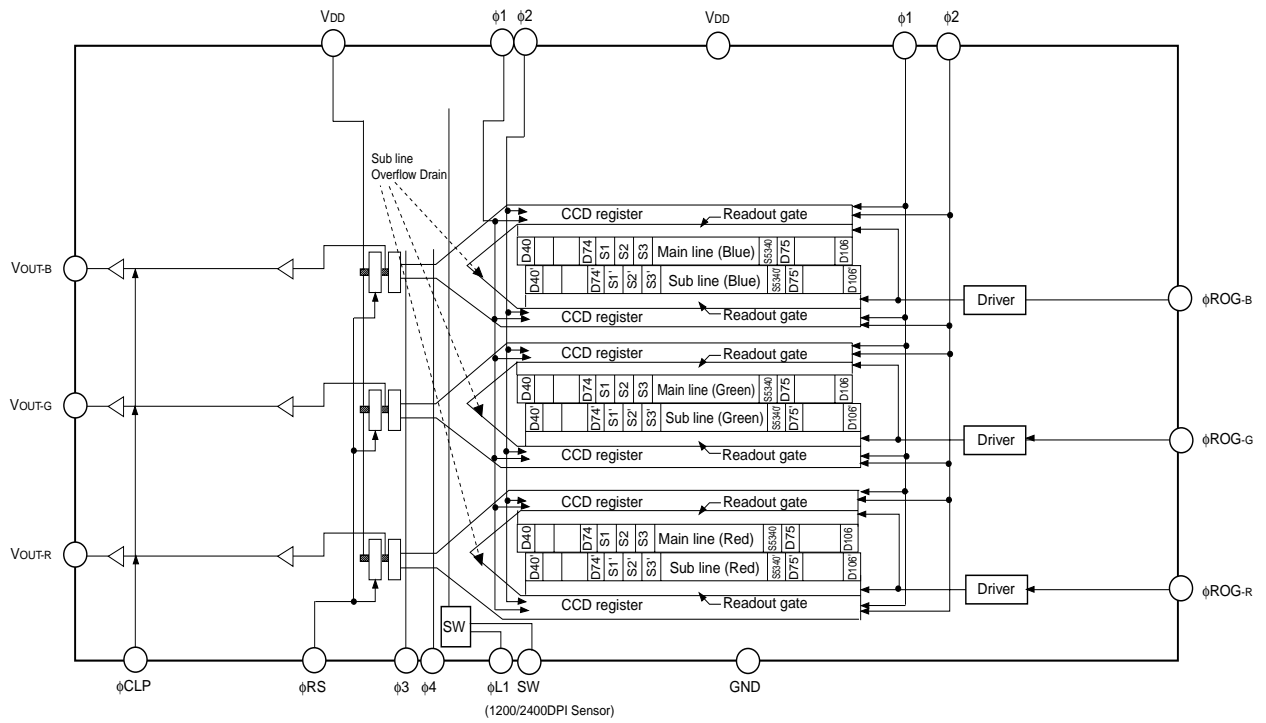 VDD
φ1
φ2
VDD
φ1
φ2
Sub line
Overflow Drain
CCD register
Readout gate
D40
D74
S1
S2
S3
Main line (Blue)
S5340
D75
D106
VOUT-B
D40'
D74'
S1'
S2'
S3'
Sub line (Blue)
S5340'
D75'
D106'
Driver
φROG-B
CCD register
Readout gate
CCD register
Readout gate
D40
D74
S1
S2
S3
Main line (Green)
S5340
D75
D106
VOUT-G
D40'
D74'
S1'
S2'
S3'
Sub line (Green)
S5340'
D75'
D106'
Driver
φROG-G
CCD register
Readout gate
CCD register
Readout gate
D40
D74
S1
S2
S3
Main line (Red)
S5340
D75
D106
VOUT-R
D40'
D74'
S1'
S2'
S3'
Sub line (Red)
S5340'
D75'
D106'
Driver
φROG-R
CCD register
Readout gate
SW
φCLP
φRS
φ3
φ4
φL1
SW
GND
(1200/2400DPI Sensor)